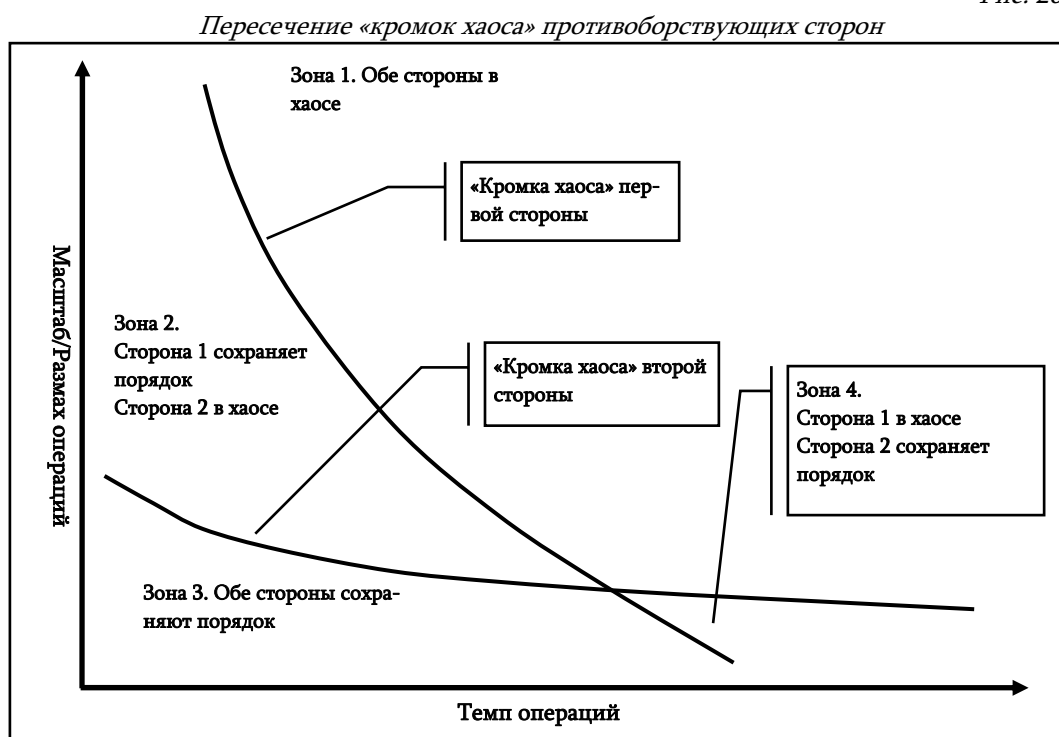 Пересечение «кромок хаоса» противоборствующих сторон
Зона 1. Обе стороны в
хаосе
«Кромка хаоса» пер-
вой стороны
Масштаб/Размах операций
Зона 2.
Сторона 1 сохраняет
порядок
Сторона 2 в хаосе
«Кромка хаоса» второй
стороны
Зона 4.
Сторона 1 в хаосе
Сторона 2 сохраняет
порядок
Зона 3. Обе стороны сохра-
няют порядок
Темп операций